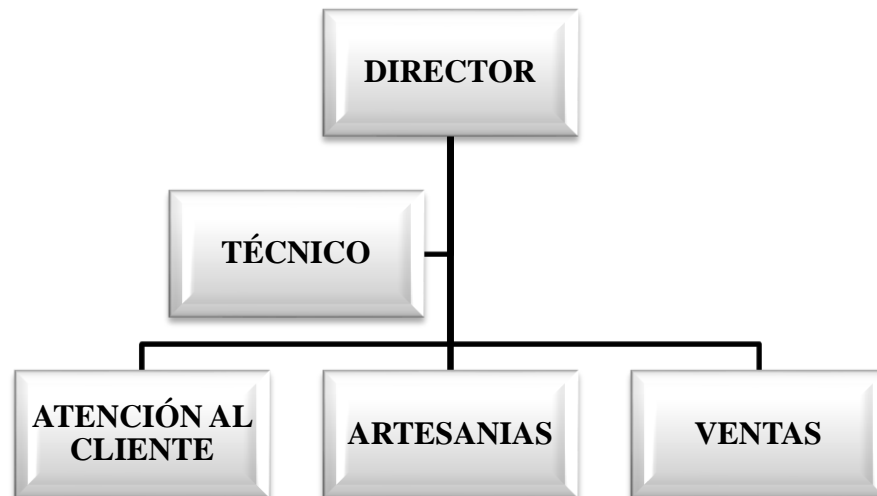 DIRECTOR
TÉCNICO
ATENCIÓN AL
CLIENTE
ARTESANIAS
VENTAS